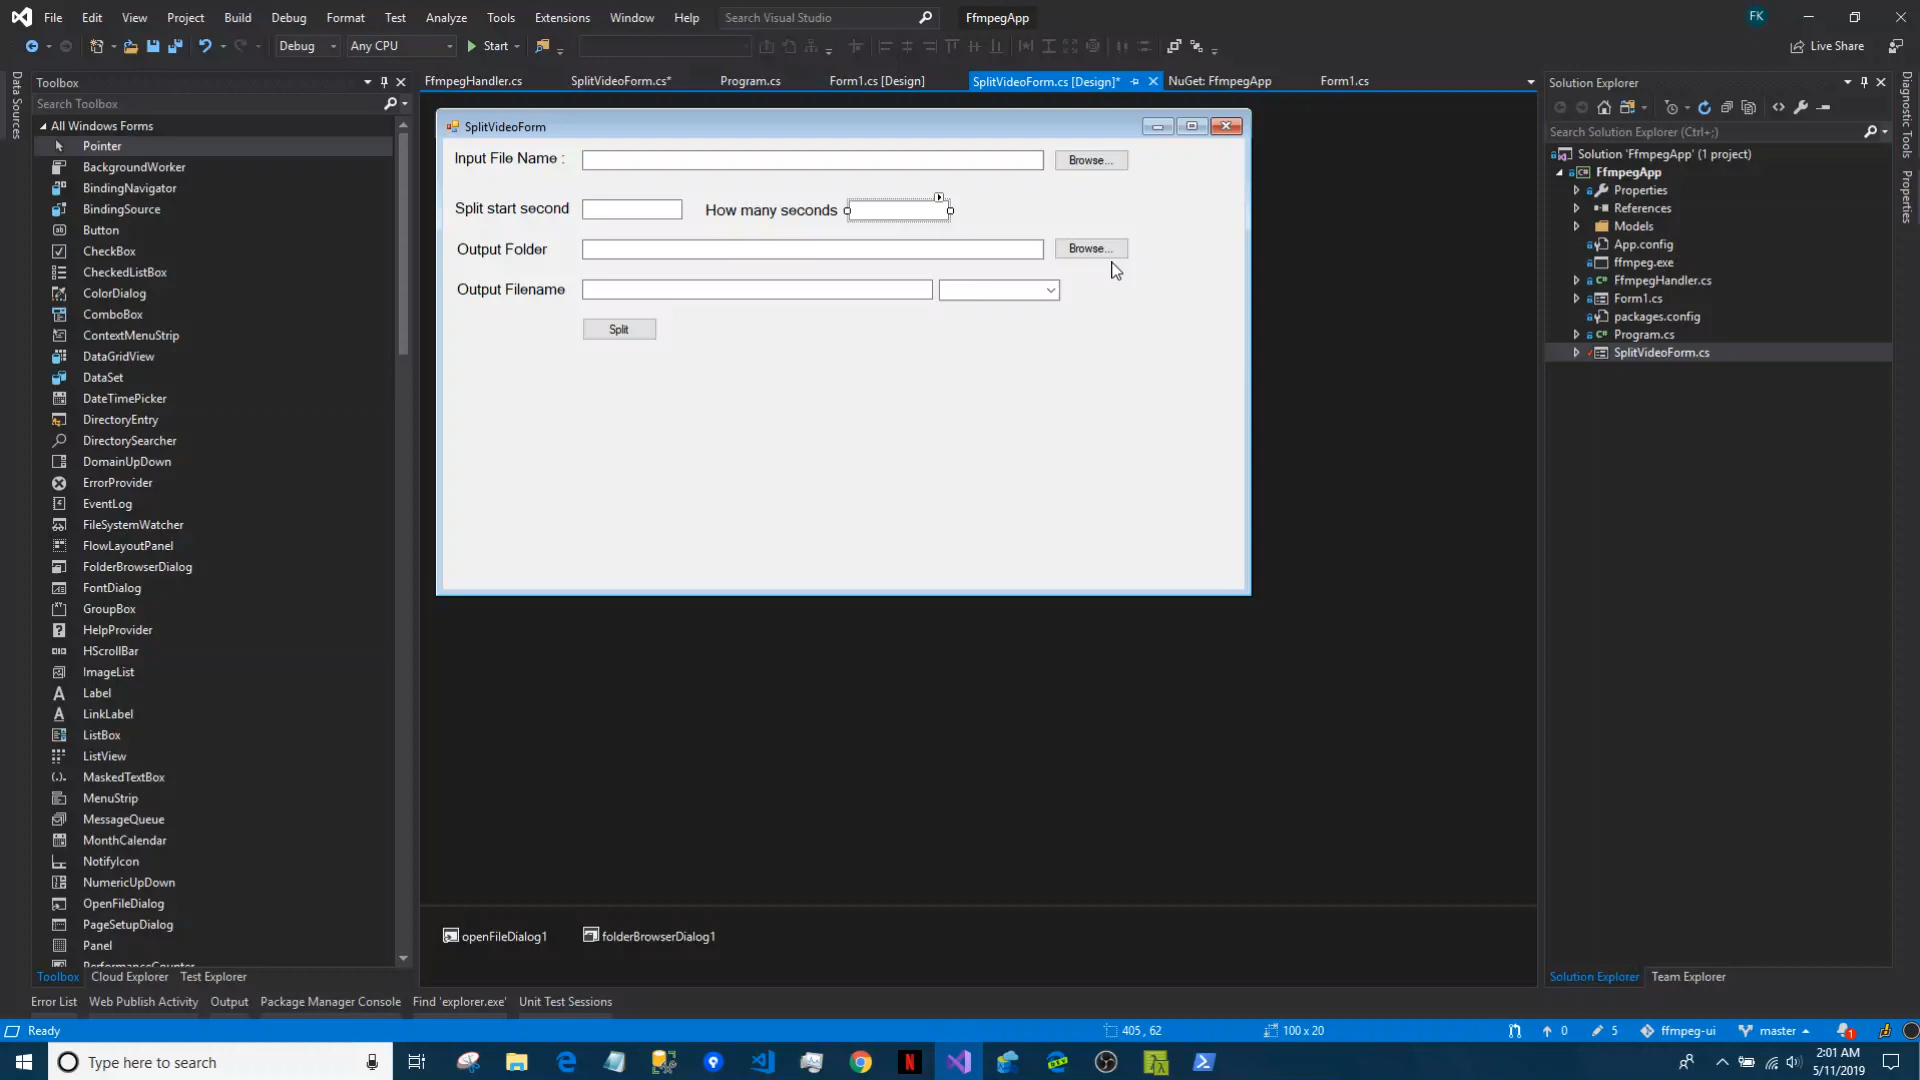 File Edit View Project Build Debug Format Test Analyze Tools Extensions Window Help Search Visual Studio FfmpegApp FK
Debug Any CPU Start Live Share
Data Sources
Toolbox
Search Toolbox
All Windows Forms
Pointer
BackgroundWorker
BindingNavigator
BindingSource
Button
CheckBox
CheckedListBox
ColorDialog
ComboBox
ContextMenuStrip
DataGridView
DataSet
DateTimePicker
DirectoryEntry
DirectorySearcher
DomainUpDown
ErrorProvider
EventLog
FileSystemWatcher
FlowLayoutPanel
FolderBrowserDialog
FontDialog
GroupBox
HelpProvider
HScrollBar
ImageList
Label
LinkLabel
ListBox
ListView
MaskedTextBox
MenuStrip
MessageQueue
MonthCalendar
NotifyIcon
NumericUpDown
OpenFileDialog
PageSetupDialog
Panel
PerformanceCounter
Toolbox Cloud Explorer Test Explorer
FfmpegHandler.cs SplitVideoForm.cs* Program.cs Form1.cs [Design] SplitVideoForm.cs [Design]* NuGet: FfmpegApp Form1.cs
SplitVideoForm
Input File Name : Browse...
Split start second How many seconds
Output Folder Browse...
Output Filename
Split
openFileDialog1 folderBrowserDialog1
Solution Explorer
Search Solution Explorer (Ctrl+;)
Solution 'FfmpegApp' (1 project)
FfmpegApp
Properties
References
Models
App.config
ffmpeg.exe
FfmpegHandler.cs
Form1.cs
packages.config
Program.cs
SplitVideoForm.cs
Solution Explorer Team Explorer
Diagnostic Tools
Properties
Error List Web Publish Activity Output Package Manager Console Find 'explorer.exe' Unit Test Sessions
Ready 405 , 62 100 x 20 0 5 ffmpeg-ui master 1
Type here to search 2:01 AM
5/11/2019